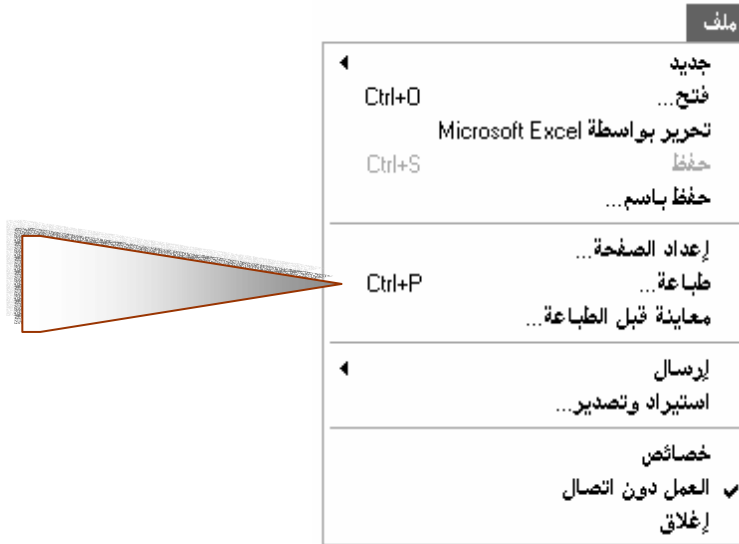 ملف
جديد
فتح... Ctrl+O
تحرير بواسطة Microsoft Excel
حفظ Ctrl+S
حفظ باسم...
إعداد الصفحة...
طباعة... Ctrl+P
معاينة قبل الطباعة...
إرسال
استيراد وتصدير...
خصائص
العمل دون اتصال
إغلاق